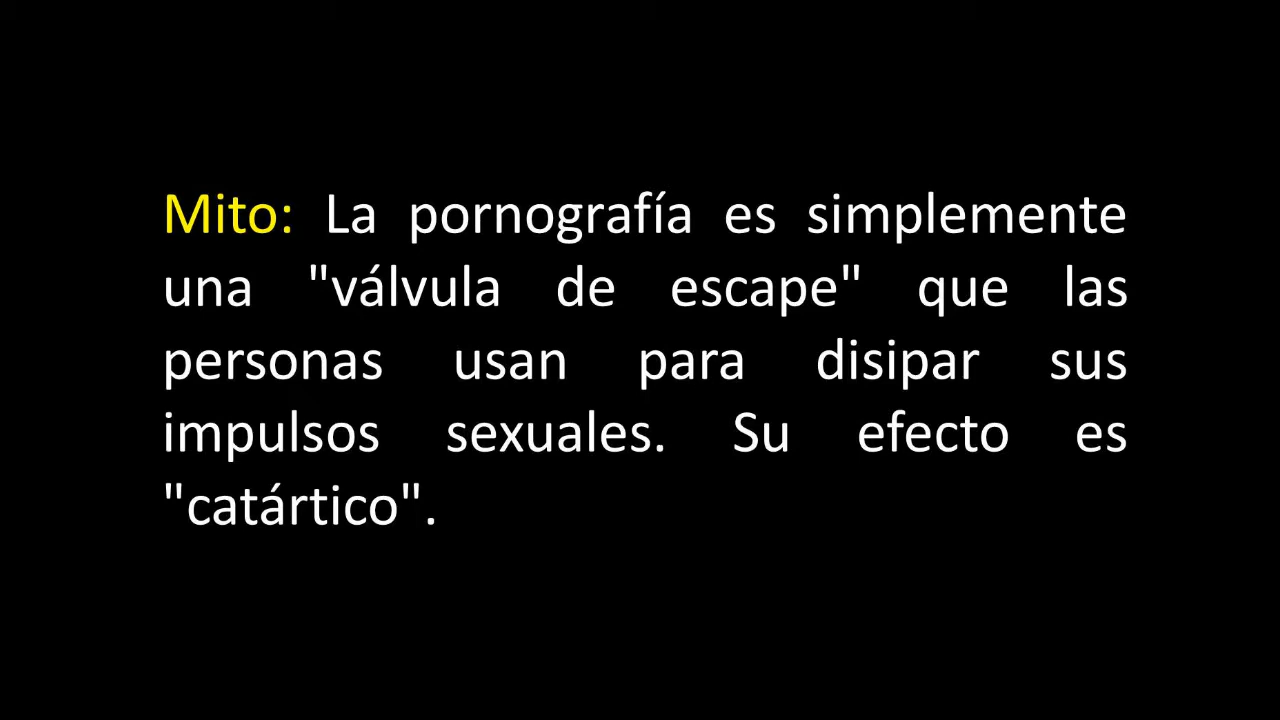 Mito: La pornografía es simplemente
una "válvula de escape" que las
personas usan para disipar sus
impulsos sexuales. Su efecto es
"catártico".